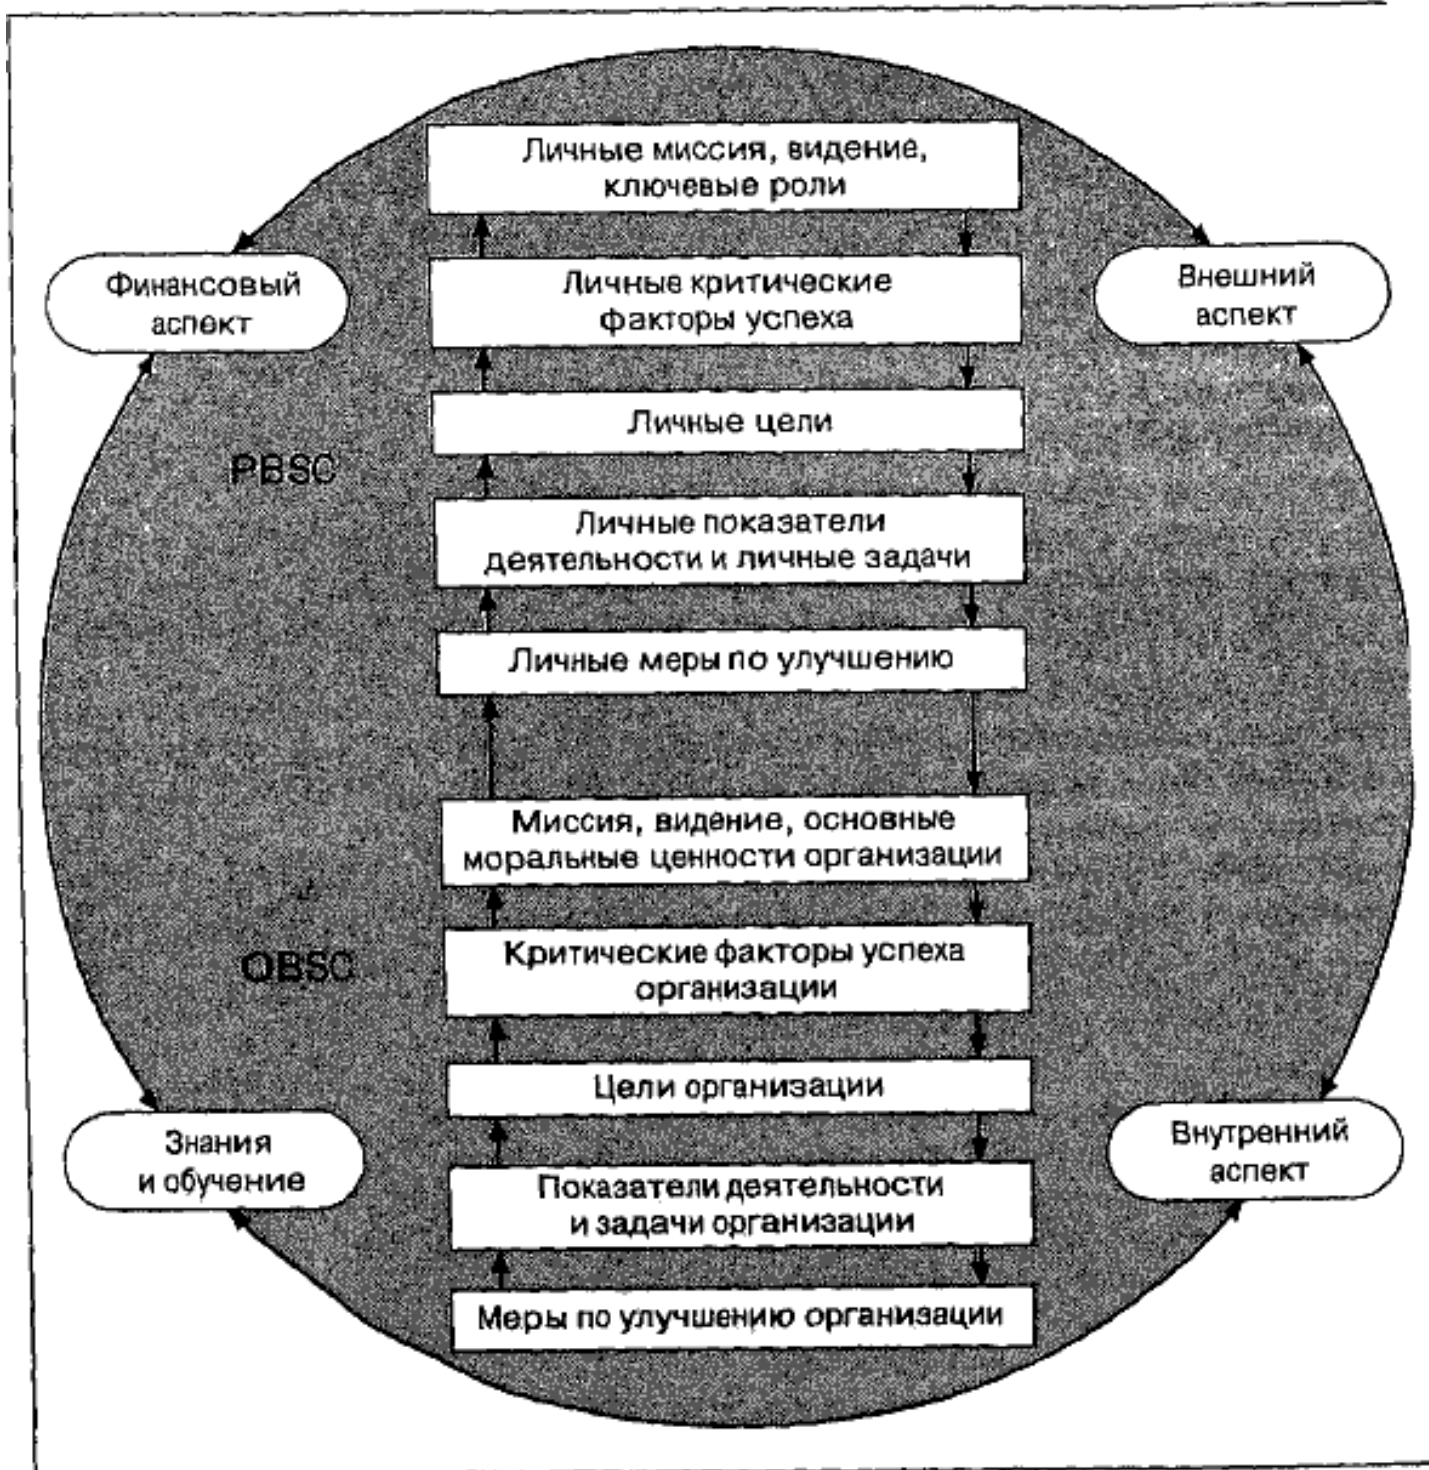 Личные миссия, видение,
ключевые роли
Финансовый
аспект
Личные критические
факторы успеха
Внешний
аспект
Личные цели
PBSC
Личные показатели
деятельности и личные задачи
Личные меры по улучшению
Миссия, видение, основные
моральные ценности организации
OBSC
Критические факторы успеха
организации
Цели организации
Знания
и обучение
Внутренний
аспект
Показатели деятельности
и задачи организации
Меры по улучшению организации